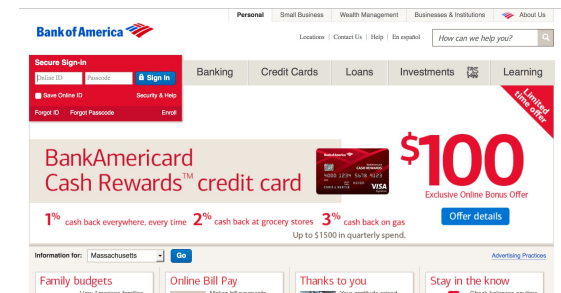 Personal Small Business Wealth Management Businesses & Institutions About Us
Bank of America
Locations Contact Us Help En español How can we help you?
Secure Sign-in
Online ID Passcode Sign In
Save Online ID Security & Help
Forgot ID Forgot Passcode Enroll
Banking Credit Cards Loans Investments Learning
Limited time offer
BankAmericard
Cash Rewards™ credit card
$100
Exclusive Online Bonus Offer
Offer details
4000 1234 5678 9123
VISA
1% cash back everywhere, every time 2% cash back at grocery stores 3% cash back on gas
Up to $1500 in quarterly spend.
Information for: Massachusetts Go Advertising Practices
Family budgets Online Bill Pay Thanks to you Stay in the know